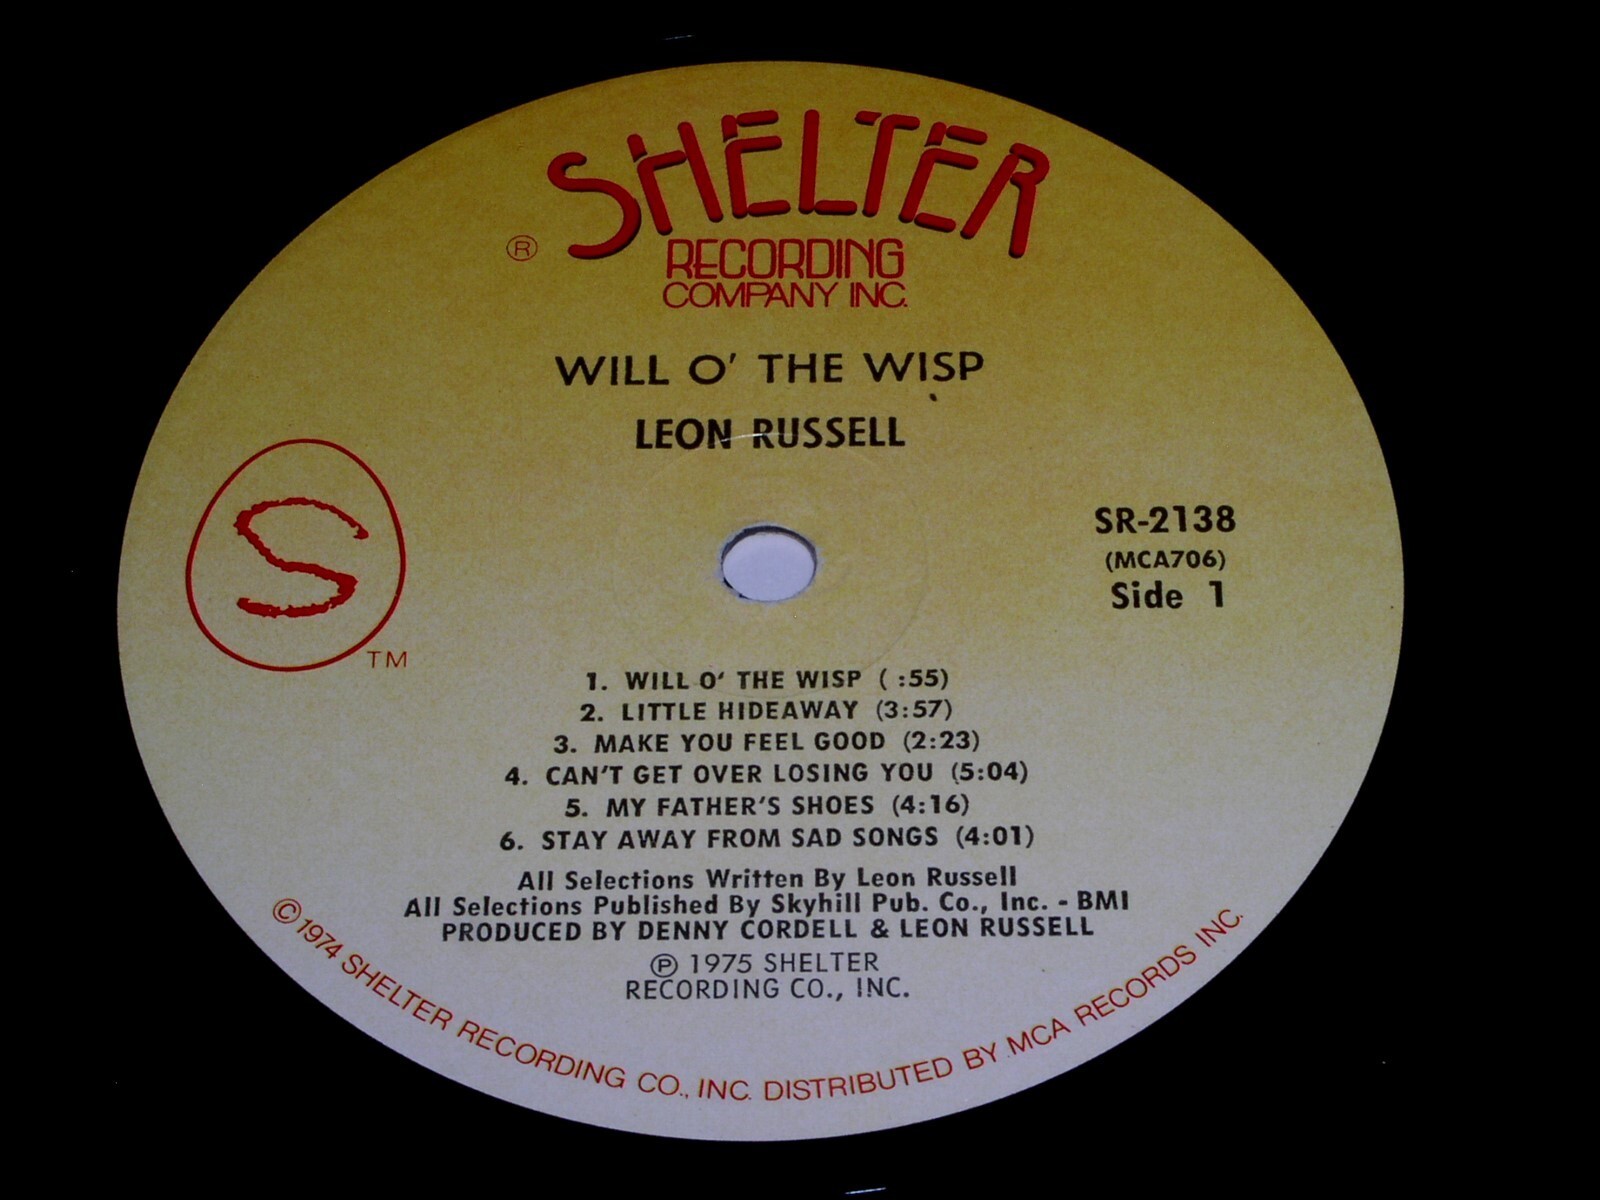 SHELTER
® RECORDING
COMPANY INC.
WILL O' THE WISP
LEON RUSSELL
S
TM
SR-2138
(MCA706)
Side 1
1. WILL O' THE WISP ( :55)
2. LITTLE HIDEAWAY (3:57)
3. MAKE YOU FEEL GOOD (2:23)
4. CAN'T GET OVER LOSING YOU (5:04)
5. MY FATHER'S SHOES (4:16)
6. STAY AWAY FROM SAD SONGS (4:01)
All Selections Written By Leon Russell
All Selections Published By Skyhill Pub. Co., Inc. - BMI
PRODUCED BY DENNY CORDELL & LEON RUSSELL
℗ 1975 SHELTER
RECORDING CO., INC.
© 1974 SHELTER RECORDING CO., INC. DISTRIBUTED BY MCA RECORDS INC.